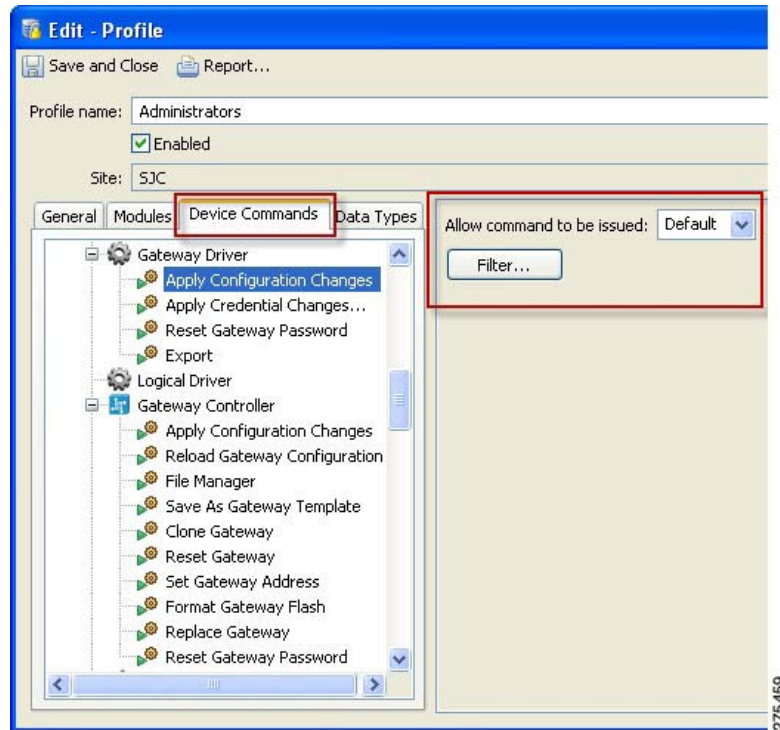 Edit - Profile
Save and Close Report...
Profile name: Administrators
Enabled
Site: SJC
General Modules Device Commands Data Types
Allow command to be issued: Default
Filter...
Gateway Driver
Apply Configuration Changes
Apply Credential Changes...
Reset Gateway Password
Export
Logical Driver
Gateway Controller
Apply Configuration Changes
Reload Gateway Configuration
File Manager
Save As Gateway Template
Clone Gateway
Reset Gateway
Set Gateway Address
Format Gateway Flash
Replace Gateway
Reset Gateway Password
275459